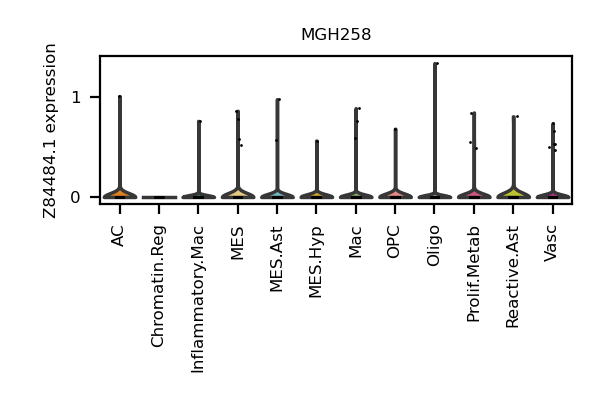 MGH258
Z84484.1 expression
1
0
AC
Chromatin.Reg
Inflammatory.Mac
MES
MES.Ast
MES.Hyp
Mac
OPC
Oligo
Prolif.Metab
Reactive.Ast
Vasc